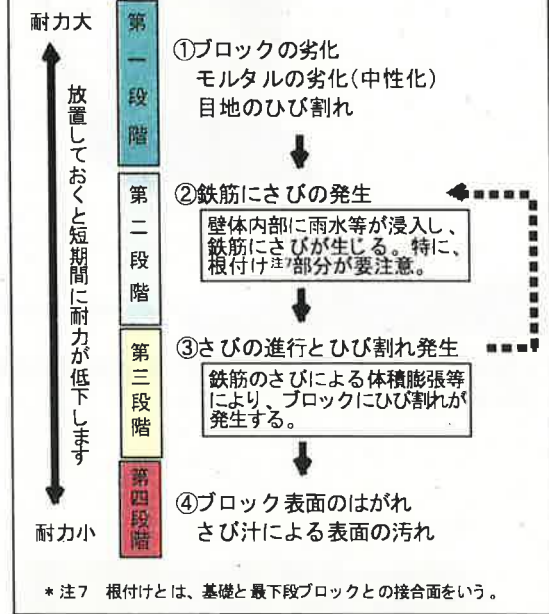 耐力大
放置しておくと短期間に耐力が低下します
耐力小
第一段階
①ブロックの劣化
モルタルの劣化(中性化)
目地のひび割れ
第二段階
②鉄筋にさびの発生
壁体内部に雨水等が浸入し、
鉄筋にさびが生じる。特に、
根付け注7部分が要注意。
第三段階
③さびの進行とひび割れ発生
鉄筋のさびによる体積膨張等
により、ブロックにひび割れが
発生する。
第四段階
④ブロック表面のはがれ
さび汁による表面の汚れ
*注7 根付けとは、基礎と最下段ブロックとの接合面をいう。